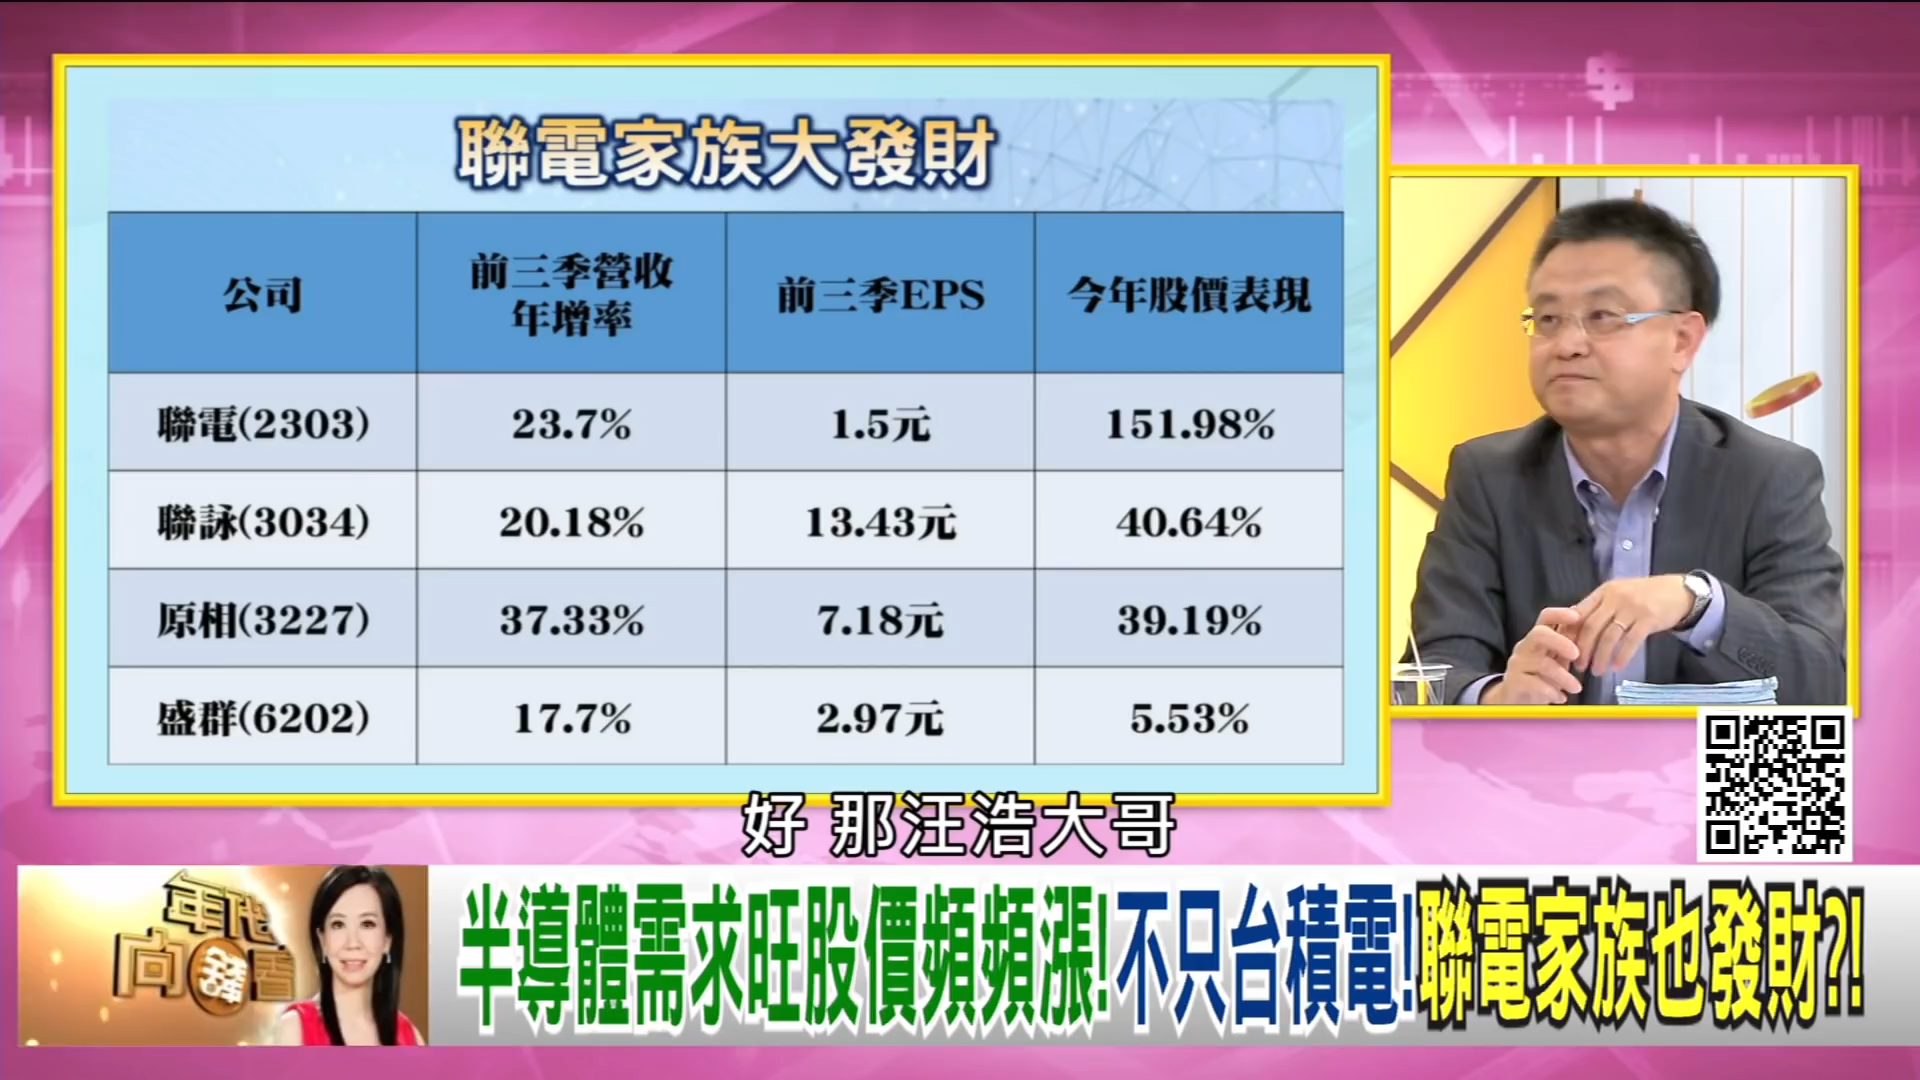 聯電家族大發財
公司 前三季營收年增率 前三季EPS 今年股價表現
聯電(2303) 23.7% 1.5元 151.98%
聯詠(3034) 20.18% 13.43元 40.64%
原相(3227) 37.33% 7.18元 39.19%
盛群(6202) 17.7% 2.97元 5.53%
好 那汪浩大哥
年代向錢看
半導體需求旺股價頻頻漲!不只台積電!聯電家族也發財?!